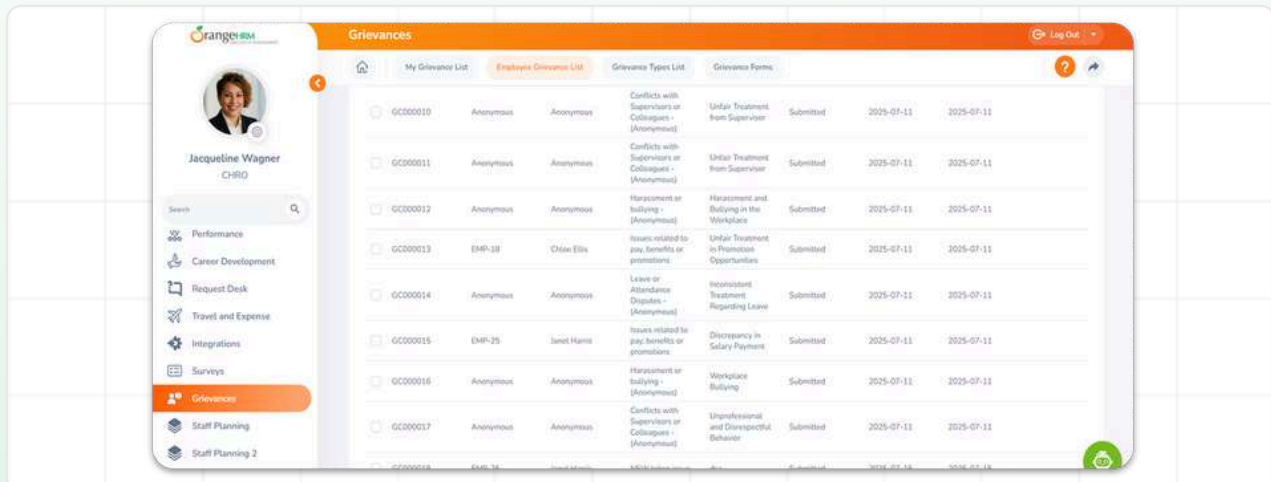 OrangeHRM
Grievances
Log Out
My Grievance List
Employee Grievance List
Grievance Types List
Grievance Forms
?
Jacqueline Wagner
CHRO
Search
Performance
Career Development
Request Desk
Travel and Expense
Integrations
Surveys
Grievances
Staff Planning
Staff Planning 2
GC000010 Anonymous Anonymous Conflicts with Supervisors or Colleagues - (Anonymous) Unfair Treatment from Supervisor Submitted 2025-07-11 2025-07-11
GC000011 Anonymous Anonymous Conflicts with Supervisors or Colleagues - (Anonymous) Unfair Treatment from Supervisor Submitted 2025-07-11 2025-07-11
GC000012 Anonymous Anonymous Harassment or bullying - (Anonymous) Harassment and Bullying in the Workplace Submitted 2025-07-11 2025-07-11
GC000013 EMP-18 Chloe Ellis Issues related to pay, benefits or promotions Unfair Treatment in Promotion Opportunities Submitted 2025-07-11 2025-07-11
GC000014 Anonymous Anonymous Leave or Attendance Disputes - (Anonymous) Inconsistent Treatment Regarding Leave Submitted 2025-07-11 2025-07-11
GC000015 EMP-25 Janet Harris Issues related to pay, benefits or promotions Discrepancy in Salary Payment Submitted 2025-07-11 2025-07-11
GC000016 Anonymous Anonymous Harassment or bullying - (Anonymous) Workplace Bullying Submitted 2025-07-11 2025-07-11
GC000017 Anonymous Anonymous Conflicts with Supervisors or Colleagues - (Anonymous) Unprofessional and Disrespectful Behavior Submitted 2025-07-11 2025-07-11